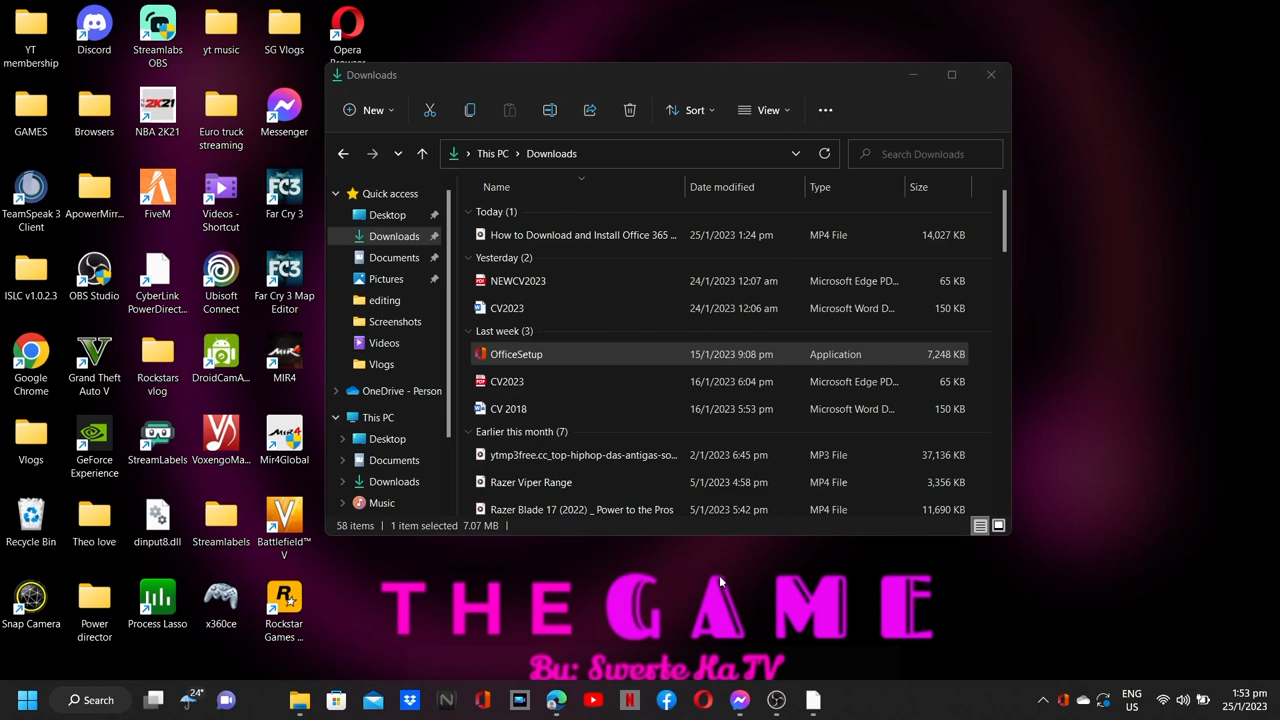 YT membership
Discord
Streamlabs OBS
yt music
SG Vlogs
Opera
GAMES
Browsers
NBA 2K21
Euro truck streaming
Messenger
TeamSpeak 3 Client
ApowerMirr...
FiveM
Videos - Shortcut
Far Cry 3
ISLC v1.0.2.3
OBS Studio
CyberLink PowerDirect...
Ubisoft Connect
Far Cry 3 Map Editor
Google Chrome
Grand Theft Auto V
Rockstars vlog
DroidCamA...
MIR4
Vlogs
GeForce Experience
StreamLabels
VoxengoMa...
Mir4Global
Recycle Bin
Theo love
dinput8.dll
Streamlabels
Battlefield™ V
Snap Camera
Power director
Process Lasso
x360ce
Rockstar Games ...
Downloads
New
Sort
View
This PC > Downloads
Search Downloads
Quick access
Desktop
Downloads
Documents
Pictures
editing
Screenshots
Videos
Vlogs
OneDrive - Person
This PC
Desktop
Documents
Downloads
Music
Name Date modified Type Size
Today (1)
How to Download and Install Office 365 ... 25/1/2023 1:24 pm MP4 File 14,027 KB
Yesterday (2)
NEWCV2023 24/1/2023 12:07 am Microsoft Edge PD... 65 KB
CV2023 24/1/2023 12:06 am Microsoft Word D... 150 KB
Last week (3)
OfficeSetup 15/1/2023 9:08 pm Application 7,248 KB
CV2023 16/1/2023 6:04 pm Microsoft Edge PD... 65 KB
CV 2018 16/1/2023 5:53 pm Microsoft Word D... 150 KB
Earlier this month (7)
ytmp3free.cc_top-hiphop-das-antigas-so... 2/1/2023 6:45 pm MP3 File 37,136 KB
Razer Viper Range 5/1/2023 4:58 pm MP4 File 3,356 KB
Razer Blade 17 (2022) _ Power to the Pros 5/1/2023 5:42 pm MP4 File 11,690 KB
58 items 1 item selected 7.07 MB
THE GAME
By: Swerte Ka TV
Search
24°
ENG US
1:53 pm
25/1/2023